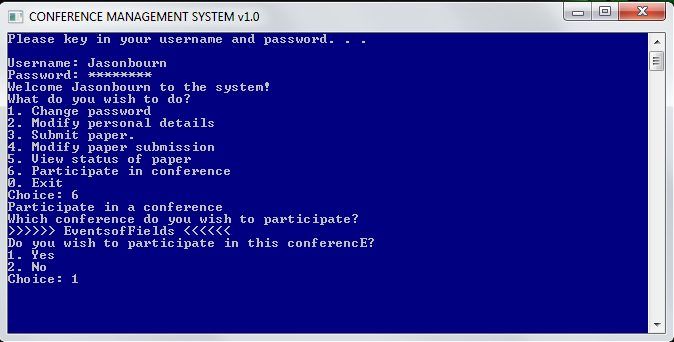 CONFERENCE MANAGEMENT SYSTEM v1.0
Please key in your username and password. . .
Username: Jasonbourn
Password: ********
Welcome Jasonbourn to the system!
What do you wish to do?
1. Change password
2. Modify personal details
3. Submit paper.
4. Modify paper submission
5. View status of paper
6. Participate in conference
0. Exit
Choice: 6
Participate in a conference
Which conference do you wish to participate?
>>>>>> EventsofFields <<<<<<
Do you wish to participate in this conferencE?
1. Yes
2. No
Choice: 1